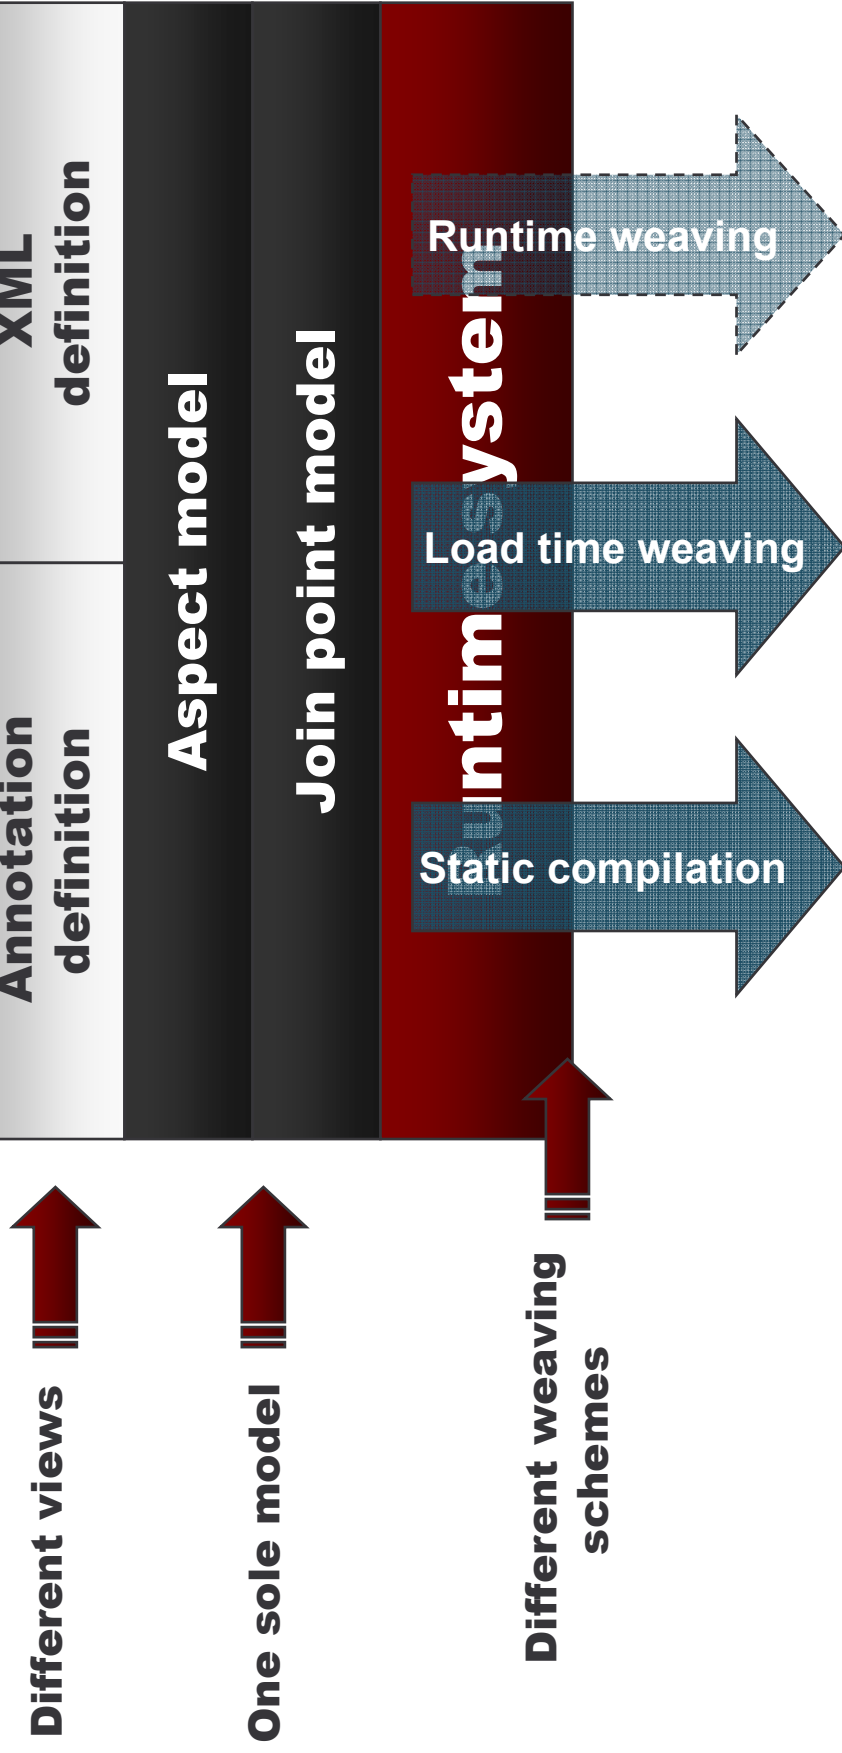 Different views
One sole model
Different weaving
schemes
Annotation
definition
XML
definition
Aspect model
Join point model
Runtime system
Static compilation
Load time weaving
Runtime weaving